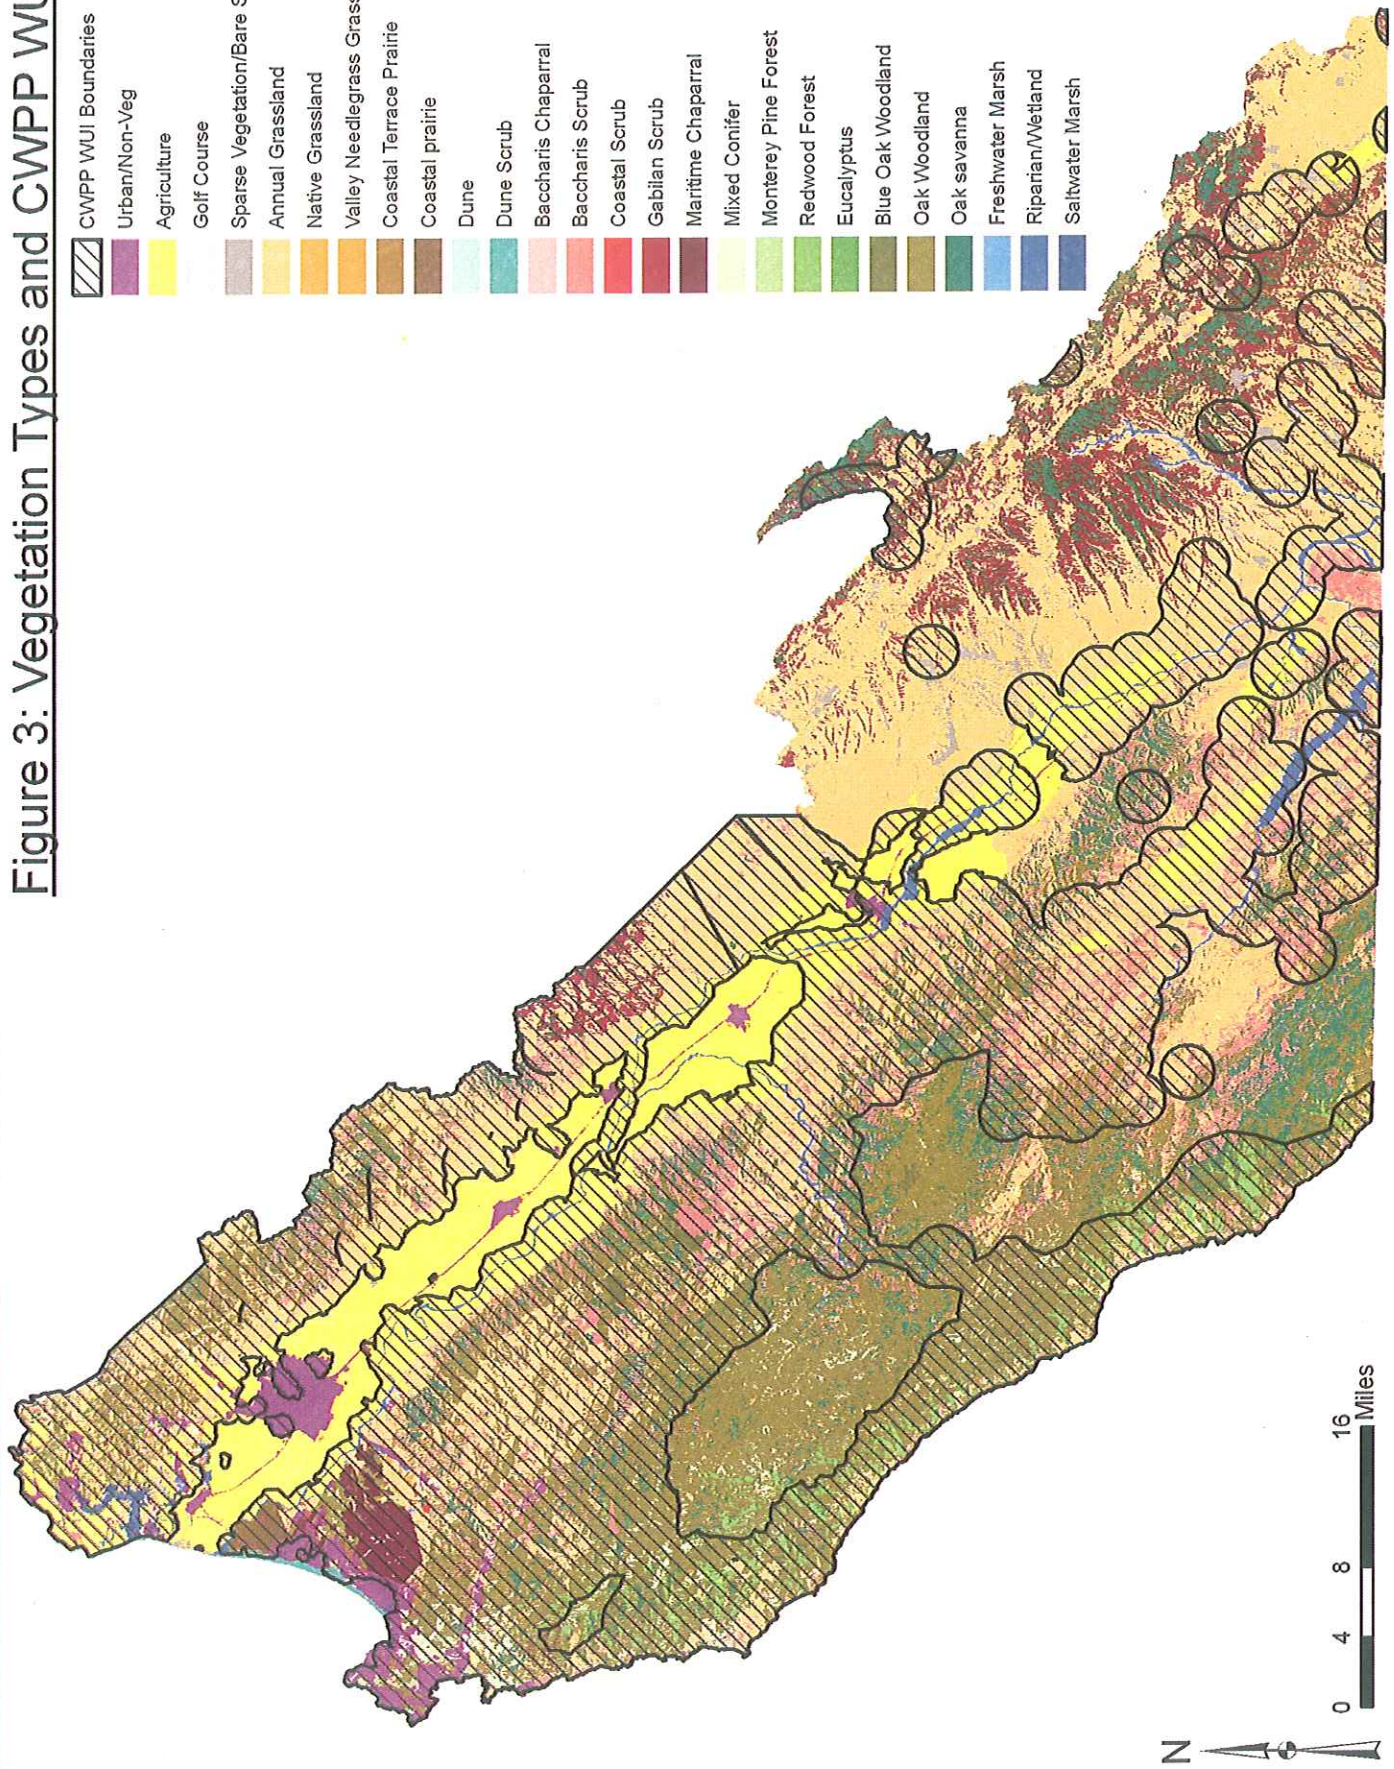 Figure 3: Vegetation Types and CWPP
CWPP WUI Boundaries
Urban/Non-Veg
Agriculture
Golf Course
Sparse Vegetation/Bare
Annual Grassland
Native Grassland
Valley Needlegrass
Coastal Terrace Prairie
Coastal prairie
Dune
Dune Scrub
Baccharis Chaparral
Baccharis Scrub
Coastal Scrub
Gabilan Scrub
Maritime Chaparral
Mixed Conifer
Monterey Pine Forest
Redwood Forest
Eucalyptus
Blue Oak Woodland
Oak Woodland
Oak savanna
Freshwater Marsh
Riparian/Wetland
Saltwater Marsh
N
0 4 8 16
Miles